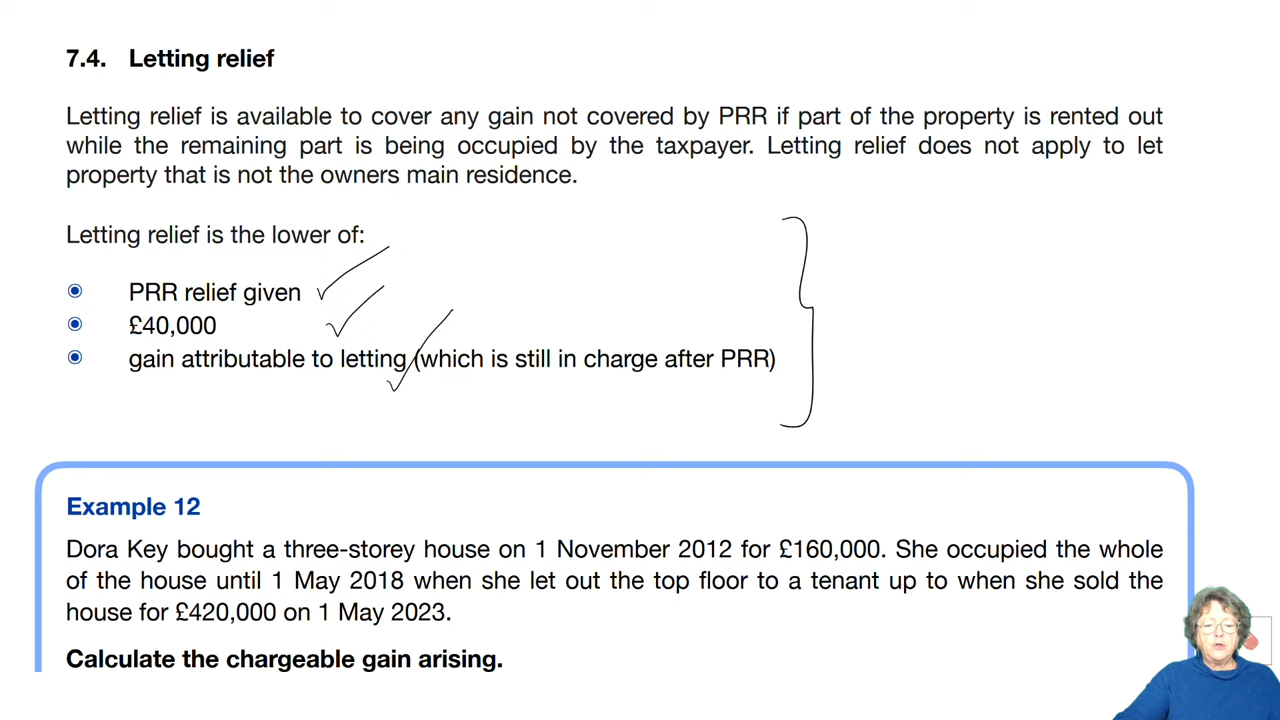 7.4. Letting relief
Letting relief is available to cover any gain not covered by PRR if part of the property is rented out
while the remaining part is being occupied by the taxpayer. Letting relief does not apply to let
property that is not the owners main residence.
Letting relief is the lower of:
PRR relief given
£40,000
gain attributable to letting (which is still in charge after PRR)
Example 12
Dora Key bought a three-storey house on 1 November 2012 for £160,000. She occupied the whole
of the house until 1 May 2018 when she let out the top floor to a tenant up to when she sold the
house for £420,000 on 1 May 2023.
Calculate the chargeable gain arising.